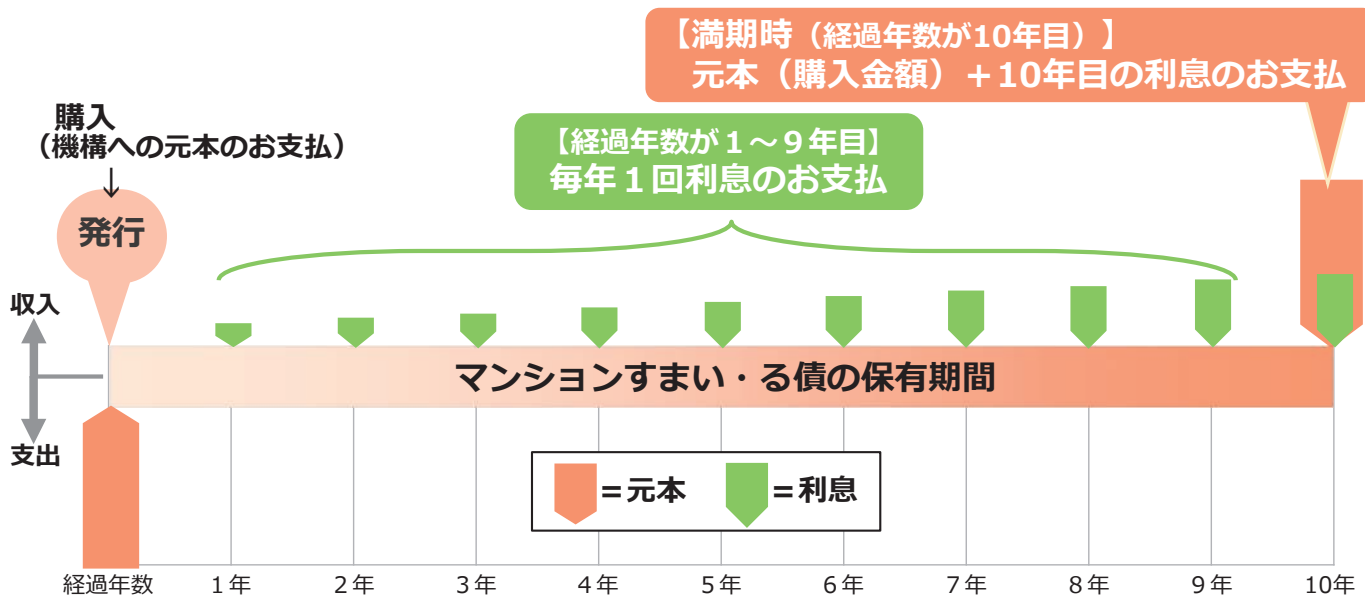 【満期時（経過年数が10年目）】
元本（購入金額）＋10年目の利息のお支払
購入
（機構への元本のお支払）
↓
発行
【経過年数が１～９年目】
毎年１回利息のお支払
収入
支出
マンションすまい・る債の保有期間
＝元本 ＝利息
経過年数 １年 ２年 ３年 ４年 ５年 ６年 ７年 ８年 ９年 10年